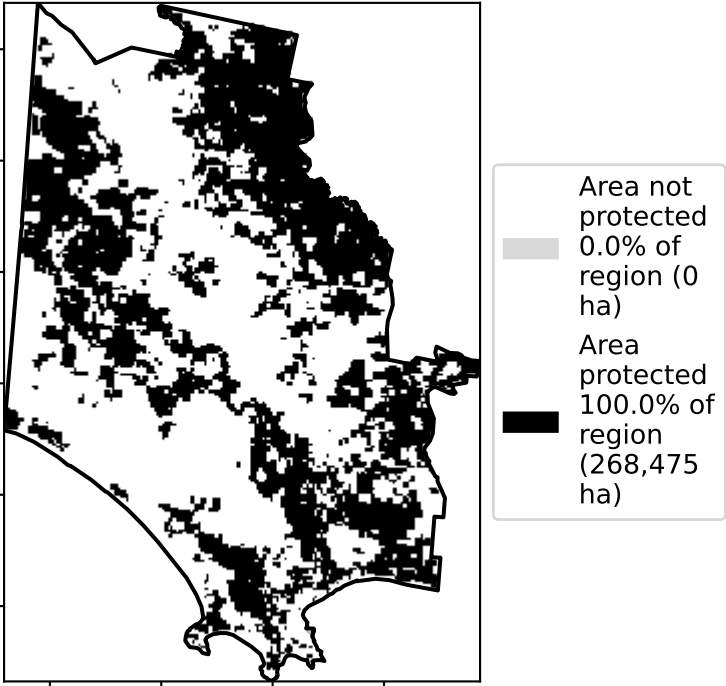 Area not
protected
0.0% of
region (0
ha)
Area
protected
100.0% of
region
(268,475
ha)